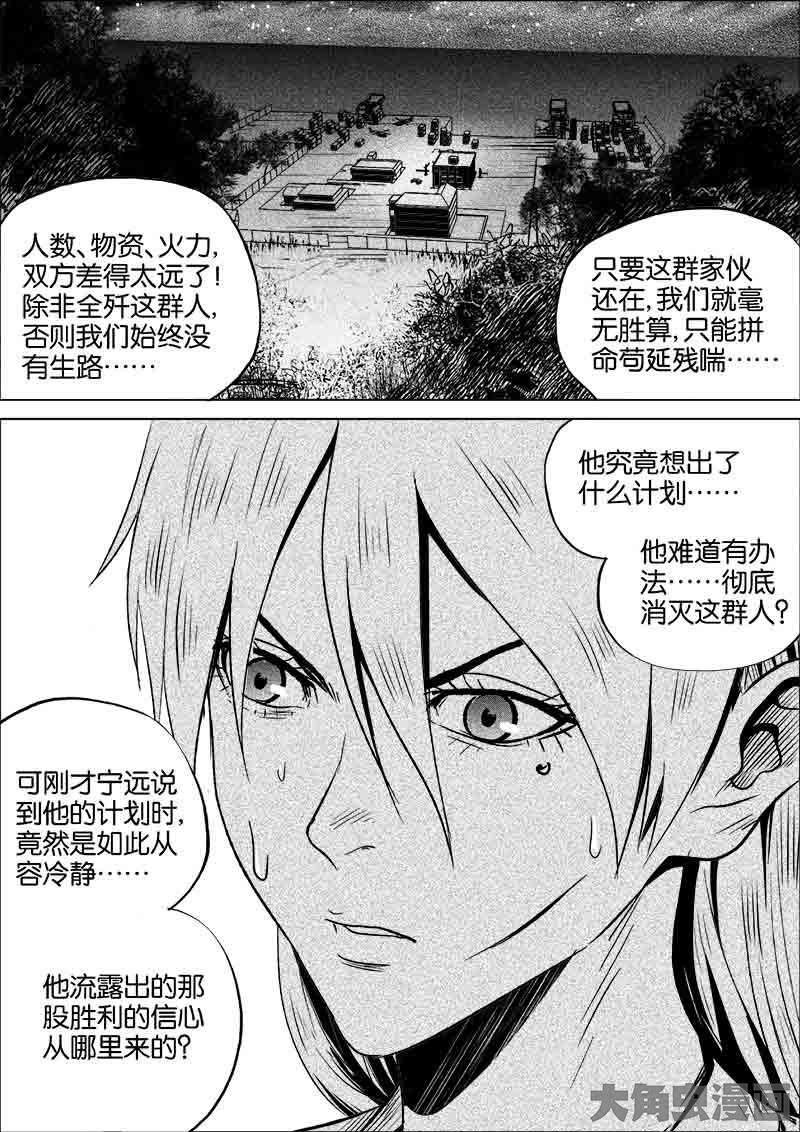 人数、物资、火力,
双方差得太远了!
除非全歼这群人,
否则我们始终没
有生路……
只要这群家伙
还在,我们就毫
无胜算,只能拼
命苟延残喘……
他究竟想出了
什么计划……
他难道有办
法……彻底
消灭这群人?
可刚才宁远说
到他的计划时,
竟然是如此从
容冷静……
他流露出的那
股胜利的信心
从哪里来的?
大角虫漫画